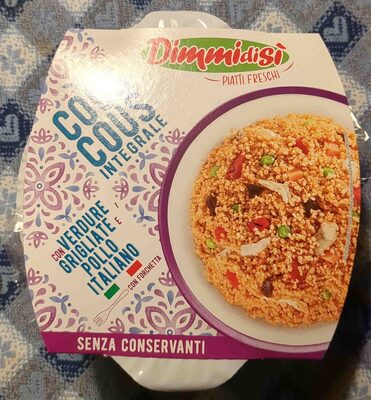 DimmidiSì
PIATTI FRESCHI
COUS
COUS
INTEGRALE
CON VERDURE
GRIGLIATE E
POLLO
ITALIANO
CON FORCHETTA
SENZA CONSERVANTI